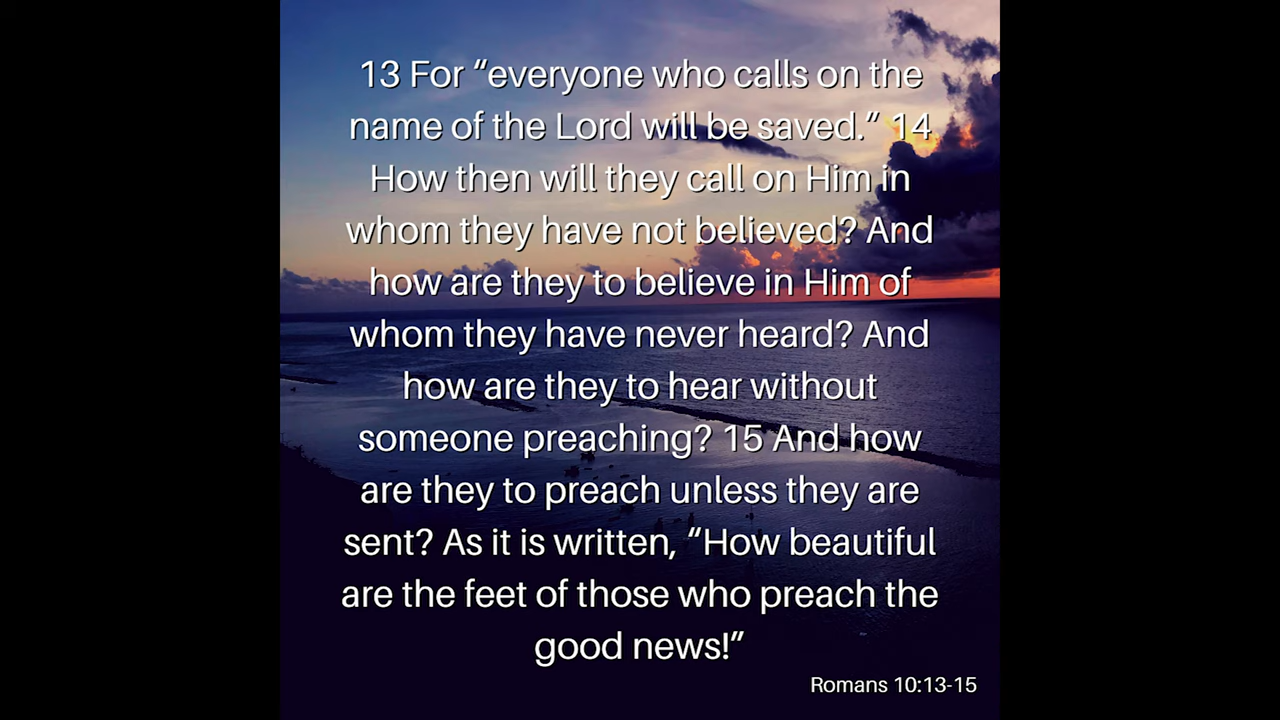 13 For “everyone who calls on the
name of the Lord will be saved.” 14
How then will they call on Him in
whom they have not believed? And
how are they to believe in Him of
whom they have never heard? And
how are they to hear without
someone preaching? 15 And how
are they to preach unless they are
sent? As it is written, “How beautiful
are the feet of those who preach the
good news!”
Romans 10:13-15